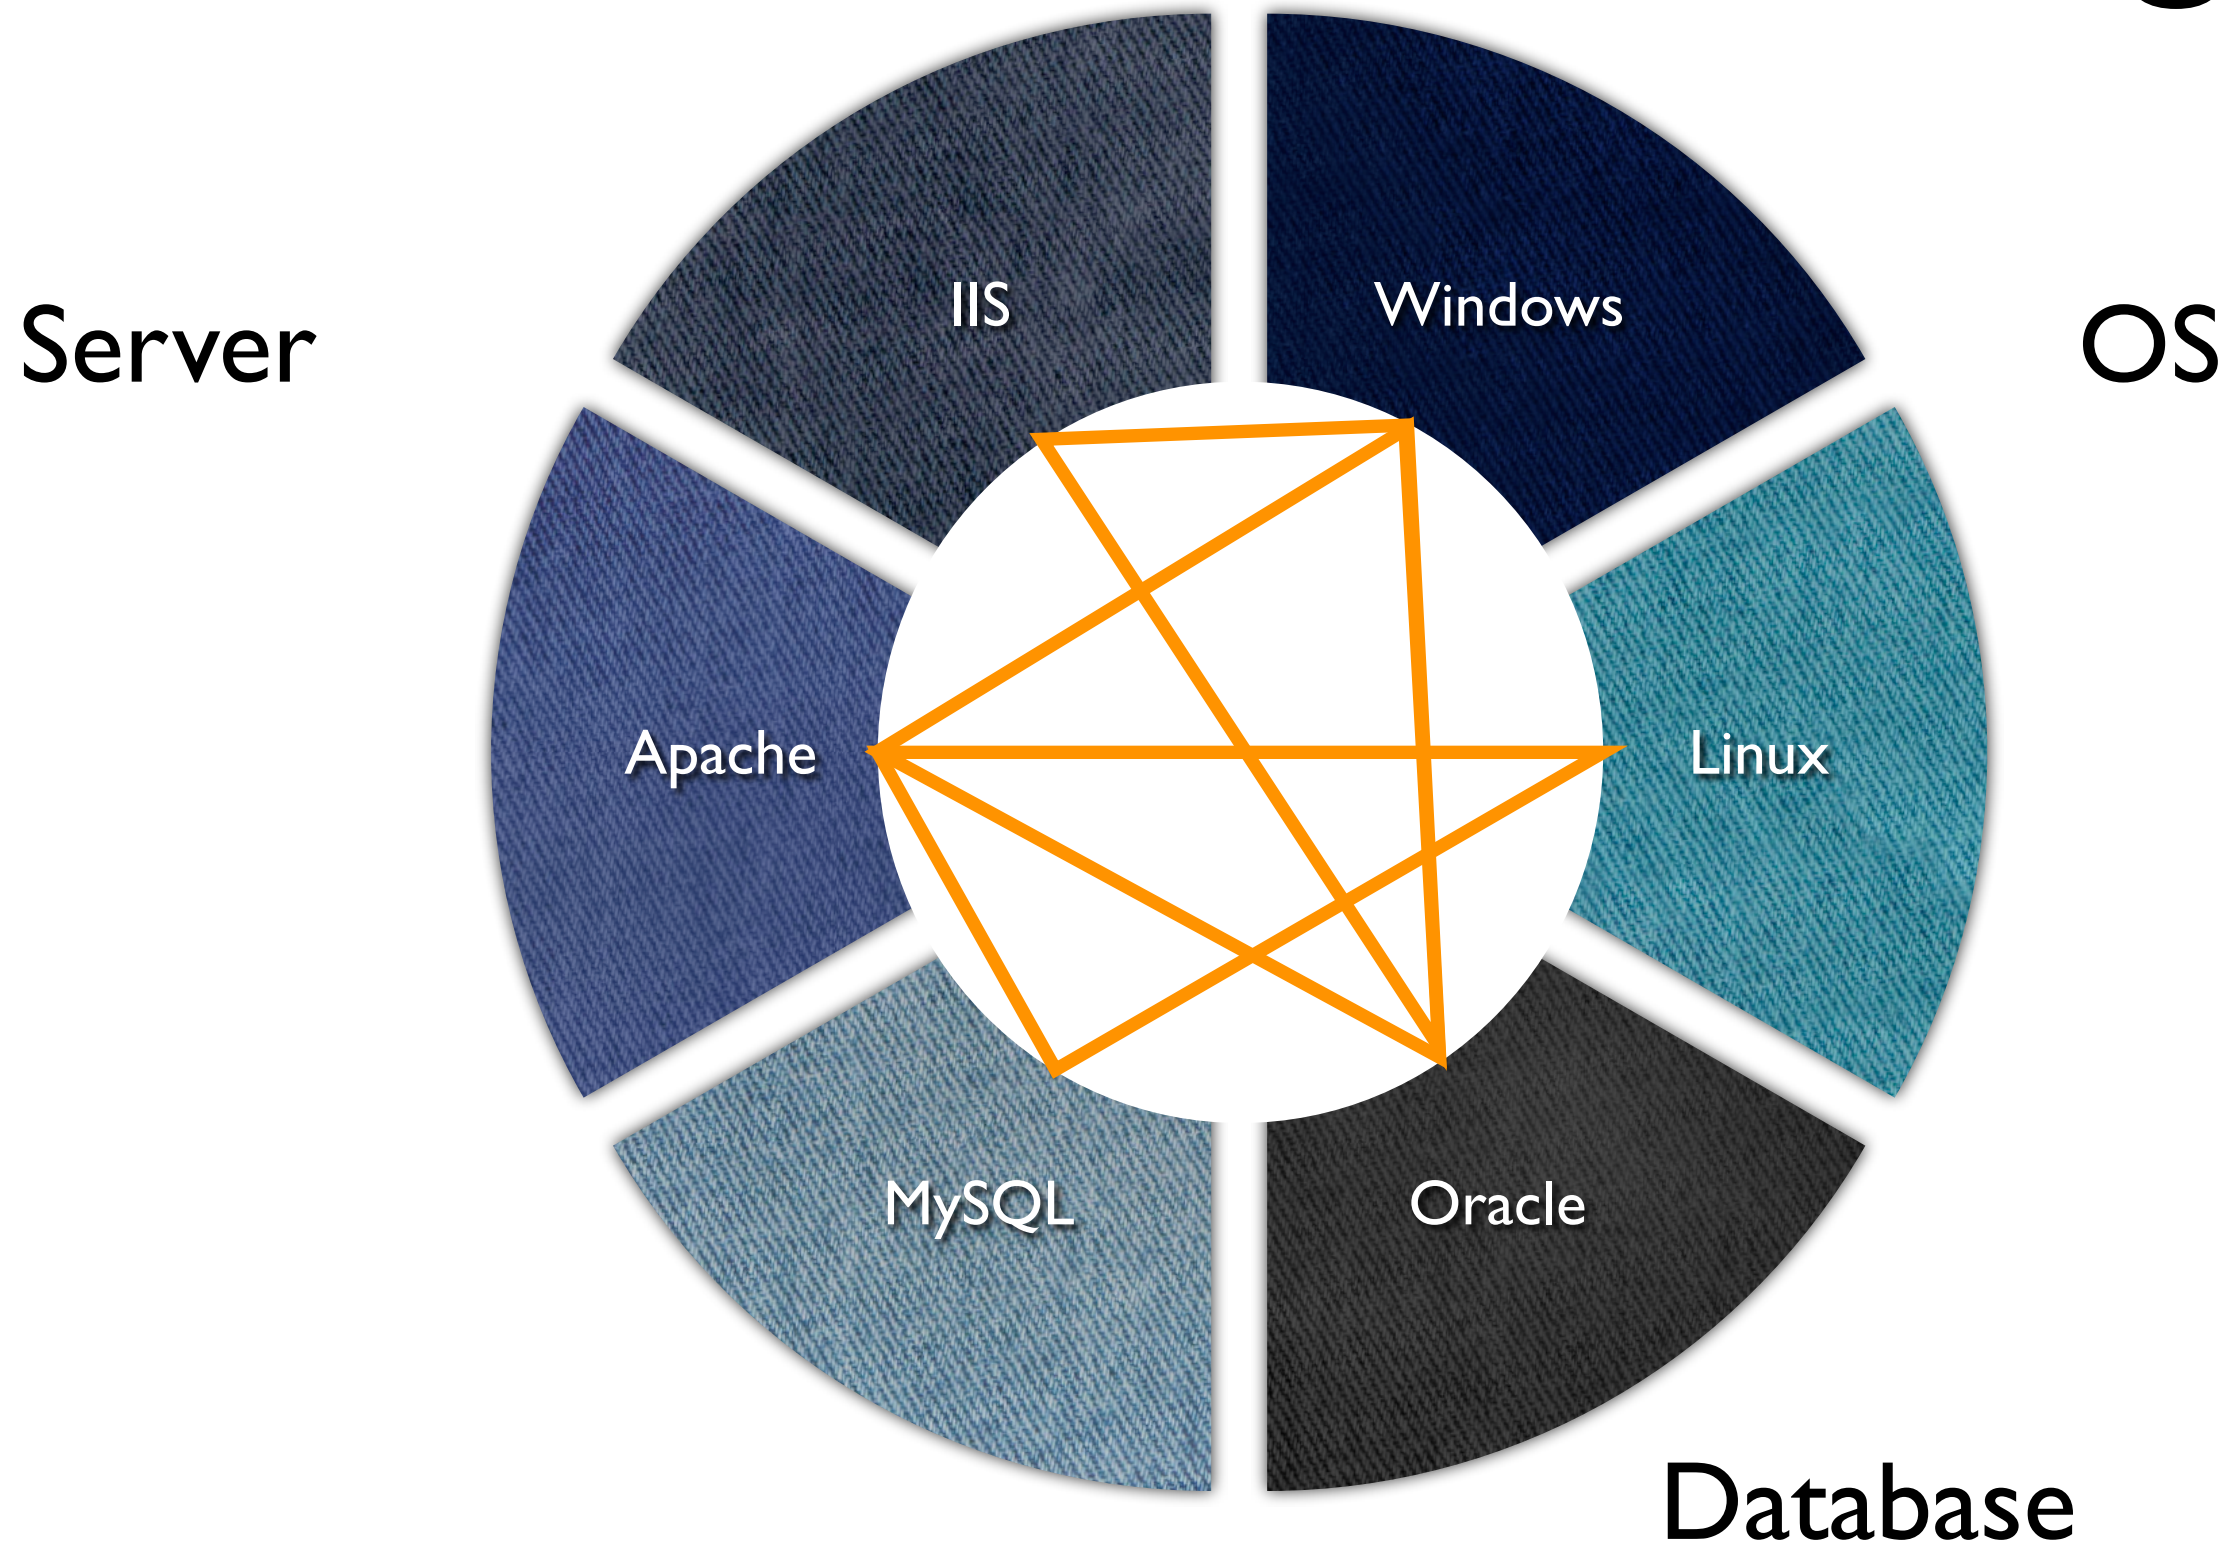 IIS
Windows
Server
OS
Apache
Linux
MySQL
Oracle
Database